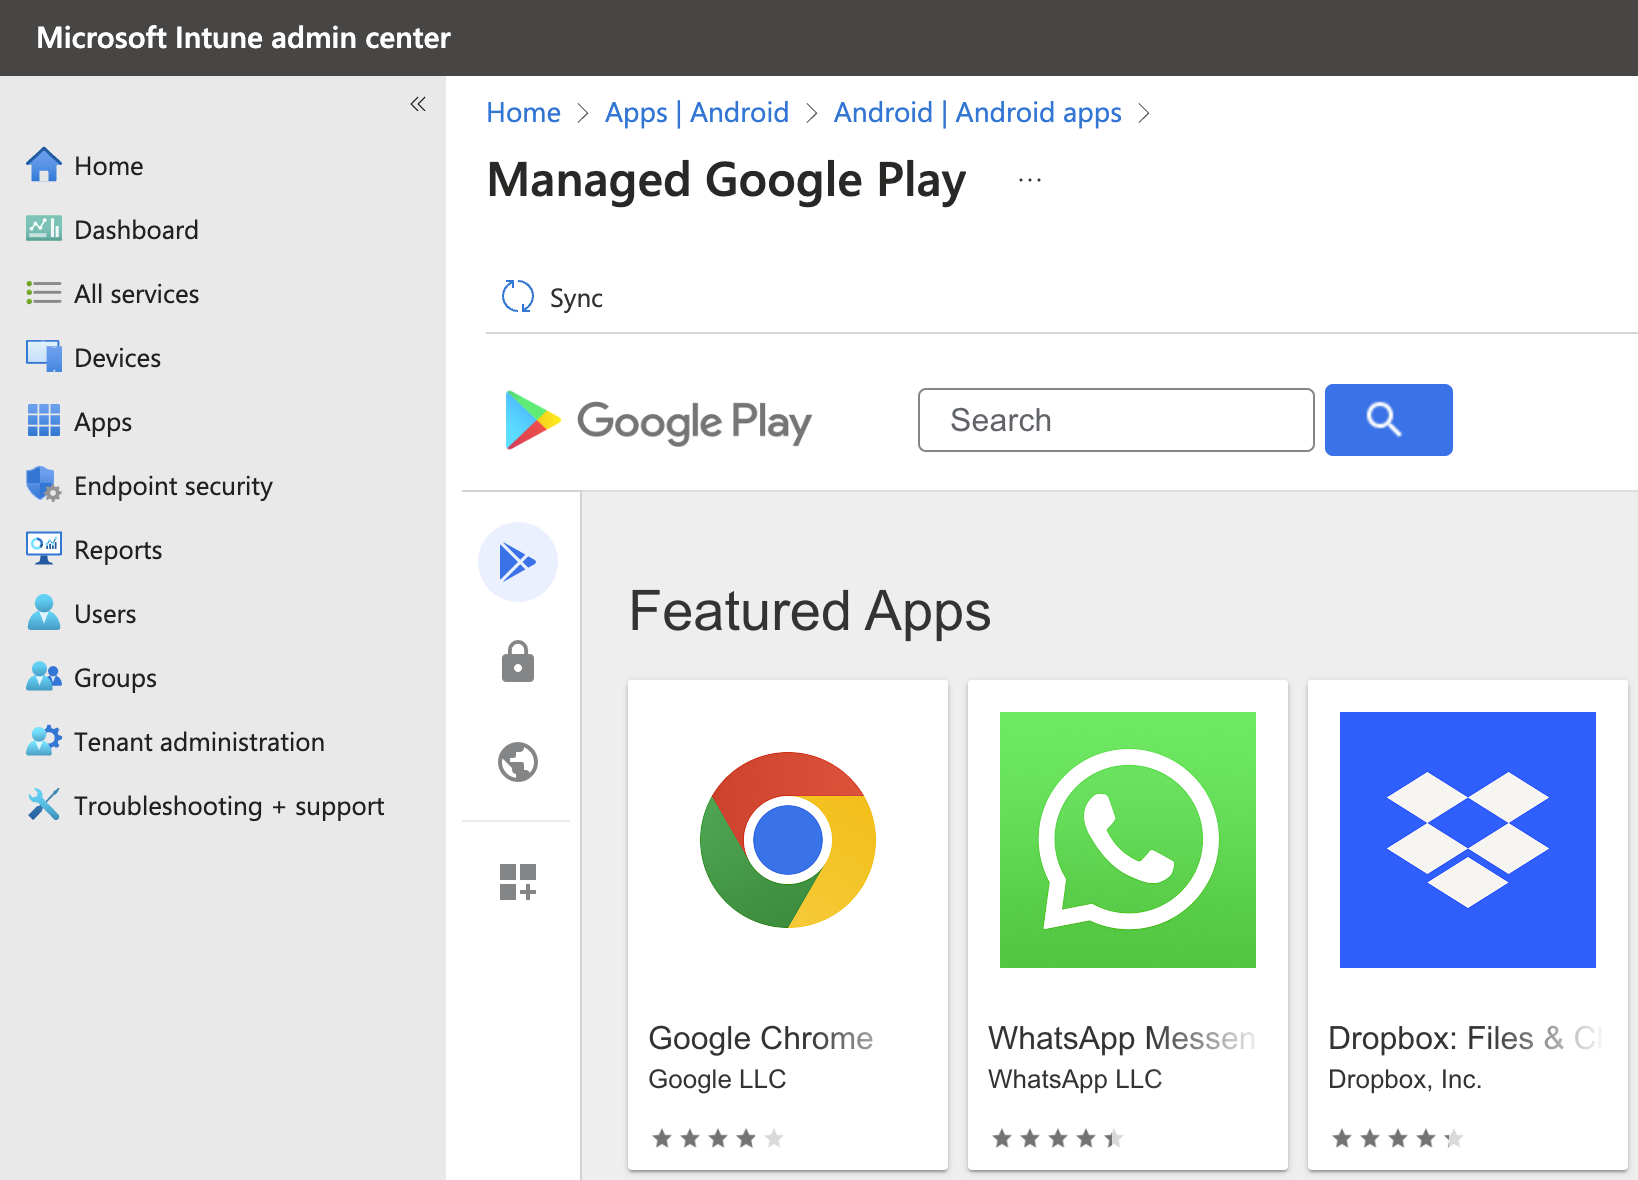 Microsoft Intune admin center
Home
Dashboard
All services
Devices
Apps
Endpoint security
Reports
Users
Groups
Tenant administration
Troubleshooting + support
Home > Apps | Android > Android | Android apps >
Managed Google Play ...
Sync
Google Play
Search
Featured Apps
Google Chrome
Google LLC
WhatsApp Messen
WhatsApp LLC
Dropbox: Files & Cl
Dropbox, Inc.